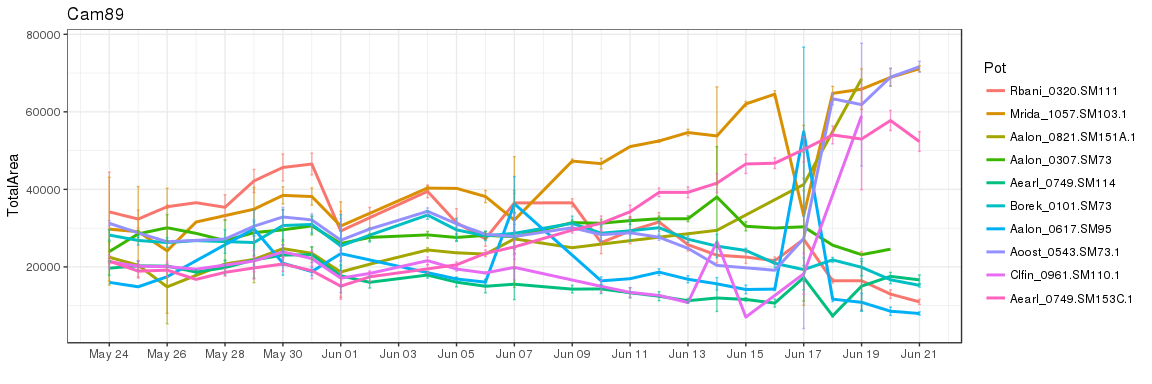 Cam89
TotalArea
80000
60000
40000
20000
May 24 May 26 May 28 May 30 Jun 01 Jun 03 Jun 05 Jun 07 Jun 09 Jun 11 Jun 13 Jun 15 Jun 17 Jun 19 Jun 21
Pot
Rbani_0320.SM111
Mrida_1057.SM103.1
Aalon_0821.SM151A.1
Aalon_0307.SM73
Aearl_0749.SM114
Borek_0101.SM73
Aalon_0617.SM95
Aoost_0543.SM73.1
Clfin_0961.SM110.1
Aearl_0749.SM153C.1